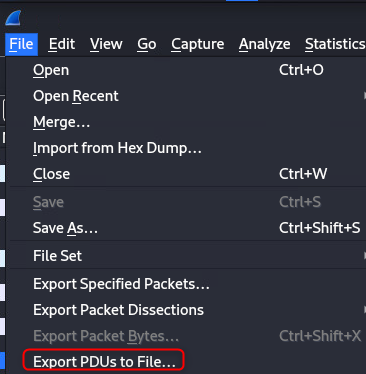 File Edit View Go Capture Analyze Statistics
Open Ctrl+O
Open Recent
Merge...
Import from Hex Dump...
Close Ctrl+W
Save Ctrl+S
Save As... Ctrl+Shift+S
File Set
Export Specified Packets...
Export Packet Dissections
Export Packet Bytes... Ctrl+Shift+X
Export PDUs to File...